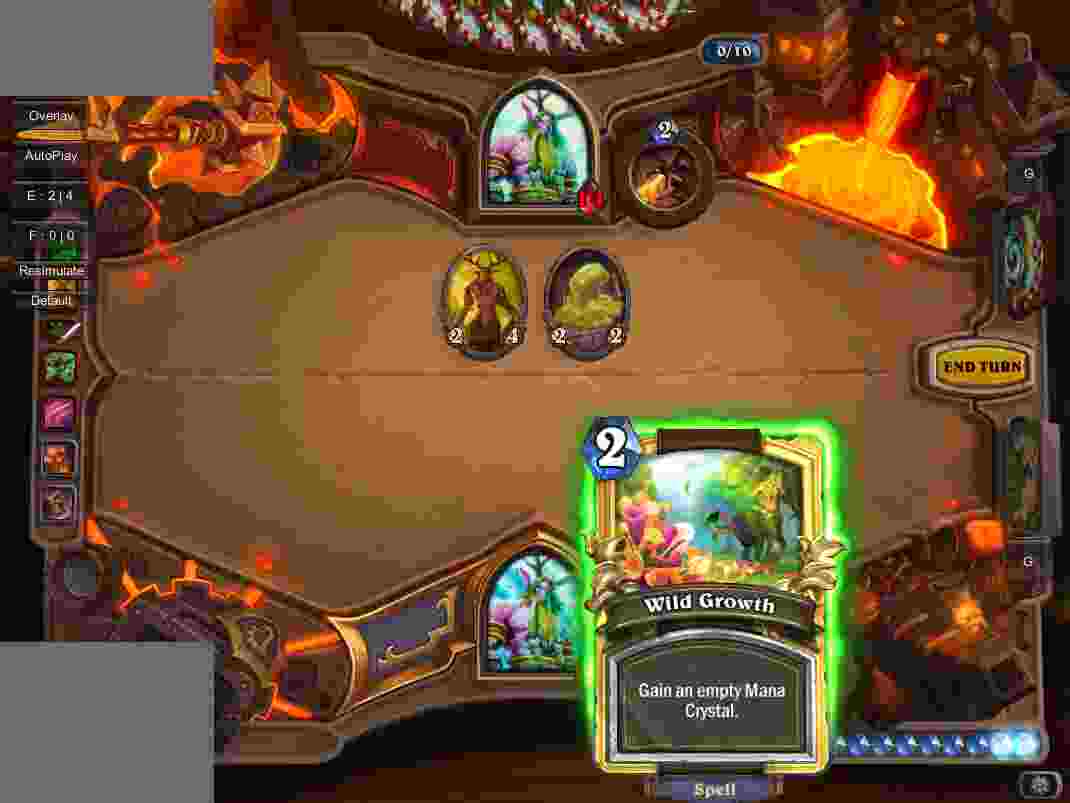 0/10
Overlay
AutoPlay
E : 2 | 4
F : 0 | 0
Resimulate
Default
2
10
G
2 4
2 2
END TURN
2
Wild Growth
Gain an empty Mana
Crystal.
Spell
G